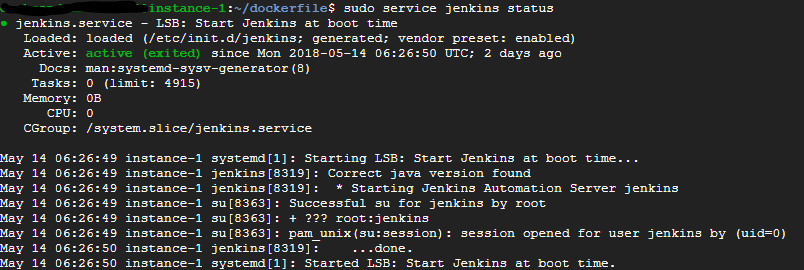 instance-1:~/dockerfile$ sudo service jenkins status
● jenkins.service - LSB: Start Jenkins at boot time
   Loaded: loaded (/etc/init.d/jenkins; generated; vendor preset: enabled)
   Active: active (exited) since Mon 2018-05-14 06:26:50 UTC; 2 days ago
     Docs: man:systemd-sysv-generator(8)
    Tasks: 0 (limit: 4915)
   Memory: 0B
      CPU: 0
   CGroup: /system.slice/jenkins.service

May 14 06:26:49 instance-1 systemd[1]: Starting LSB: Start Jenkins at boot time...
May 14 06:26:49 instance-1 jenkins[8319]: Correct java version found
May 14 06:26:49 instance-1 jenkins[8319]:  * Starting Jenkins Automation Server jenkins
May 14 06:26:49 instance-1 su[8363]: Successful su for jenkins by root
May 14 06:26:49 instance-1 su[8363]: + ??? root:jenkins
May 14 06:26:49 instance-1 su[8363]: pam_unix(su:session): session opened for user jenkins by (uid=0)
May 14 06:26:50 instance-1 jenkins[8319]:    ...done.
May 14 06:26:50 instance-1 systemd[1]: Started LSB: Start Jenkins at boot time.